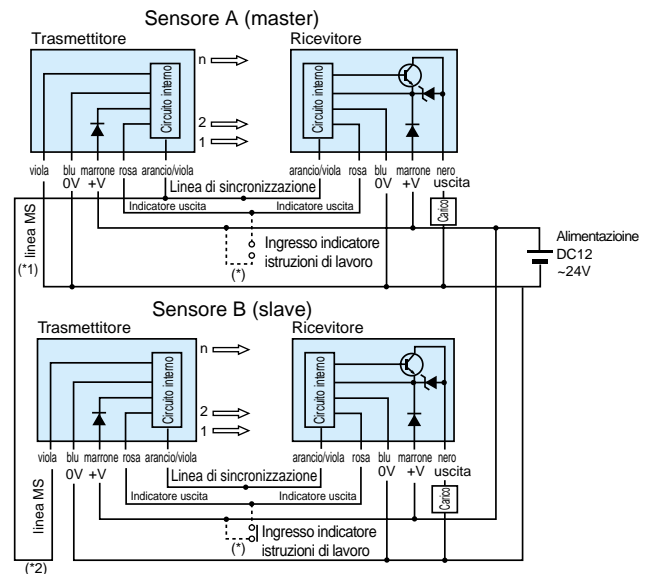 Sensore A (master)
Trasmettitore
Ricevitore
n
Circuito interno
Circuito interno
2
1
viola blu marrone rosa arancio/viola
0V +V
arancio/viola rosa blu marrone nero
0V +V uscita
Linea di sincronizzazione
Indicatore uscita
Indicatore uscita
Carico
linea MS
(*1)
(*)
Ingresso indicatore
istruzioni di lavoro
Alimentazioine
DC12
~24V
Sensore B (slave)
Trasmettitore
Ricevitore
n
Circuito interno
Circuito interno
2
1
viola blu marrone rosa arancio/viola
0V +V
arancio/viola rosa blu marrone nero
0V +V uscita
Linea di sincronizzazione
Indicatore uscita
Indicatore uscita
Carico
linea MS
(*)
Ingresso indicatore
istruzioni di lavoro
(*2)